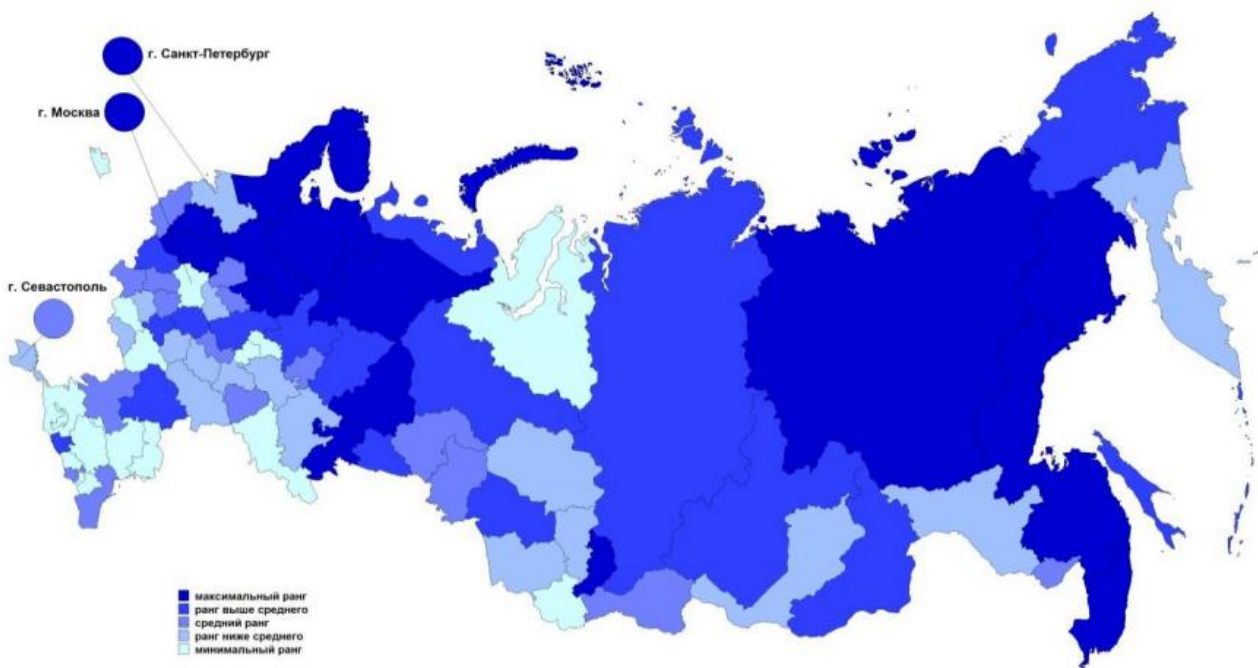 г. Санкт-Петербург
г. Москва
г. Севастополь
максимальный ранг
ранг выше среднего
средний ранг
ранг ниже среднего
минимальный ранг